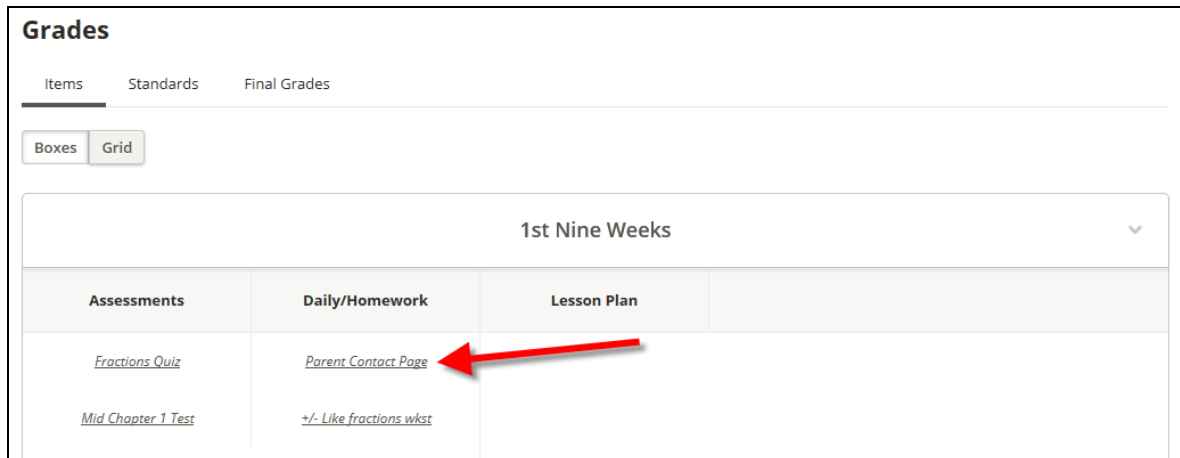 Grades
Items Standards Final Grades
Boxes Grid
1st Nine Weeks
Assessments Daily/Homework Lesson Plan
Fractions Quiz Parent Contact Page
Mid Chapter 1 Test +/- Like fractions wkst